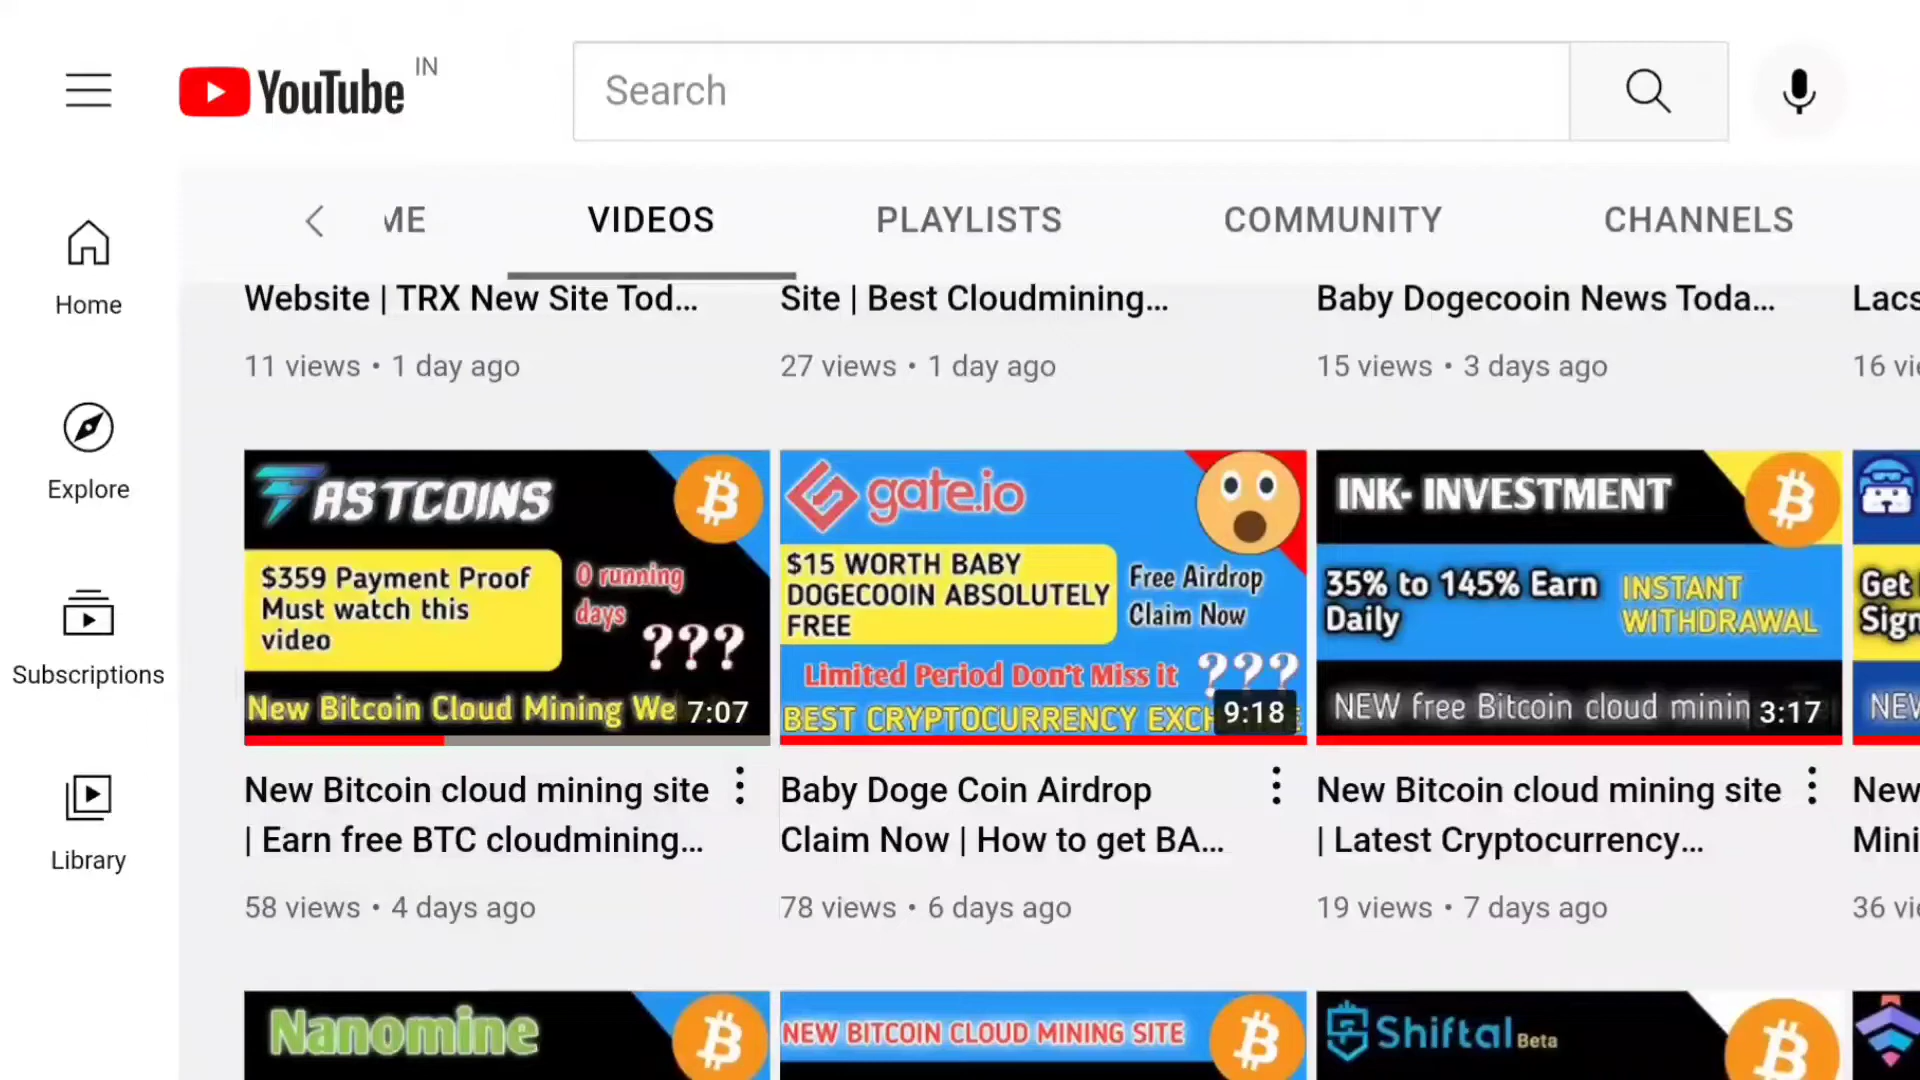 YouTube IN
Search
ME
VIDEOS
PLAYLISTS
COMMUNITY
CHANNELS
Home
Explore
Subscriptions
Library
Website | TRX New Site Tod...
11 views • 1 day ago
Site | Best Cloudmining...
27 views • 1 day ago
Baby Dogecooin News Toda...
15 views • 3 days ago
Lacs
16 vie
FASTCOINS
$359 Payment Proof
Must watch this
video
0 running
days
???
New Bitcoin Cloud Mining We
7:07
New Bitcoin cloud mining site
| Earn free BTC cloudmining...
58 views • 4 days ago
gate.io
$15 WORTH BABY
DOGECOOIN ABSOLUTELY
FREE
Free Airdrop
Claim Now
Limited Period Don't Miss it
???
BEST CRYPTOCURRENCY EXCH
9:18
Baby Doge Coin Airdrop
Claim Now | How to get BA...
78 views • 6 days ago
INK- INVESTMENT
35% to 145% Earn
Daily
INSTANT
WITHDRAWAL
NEW free Bitcoin cloud minin
3:17
New Bitcoin cloud mining site
| Latest Cryptocurrency...
19 views • 7 days ago
Get
Sign
NEW
New
Mini
36 vie
Nanomine
NEW BITCOIN CLOUD MINING SITE
Shiftal Beta